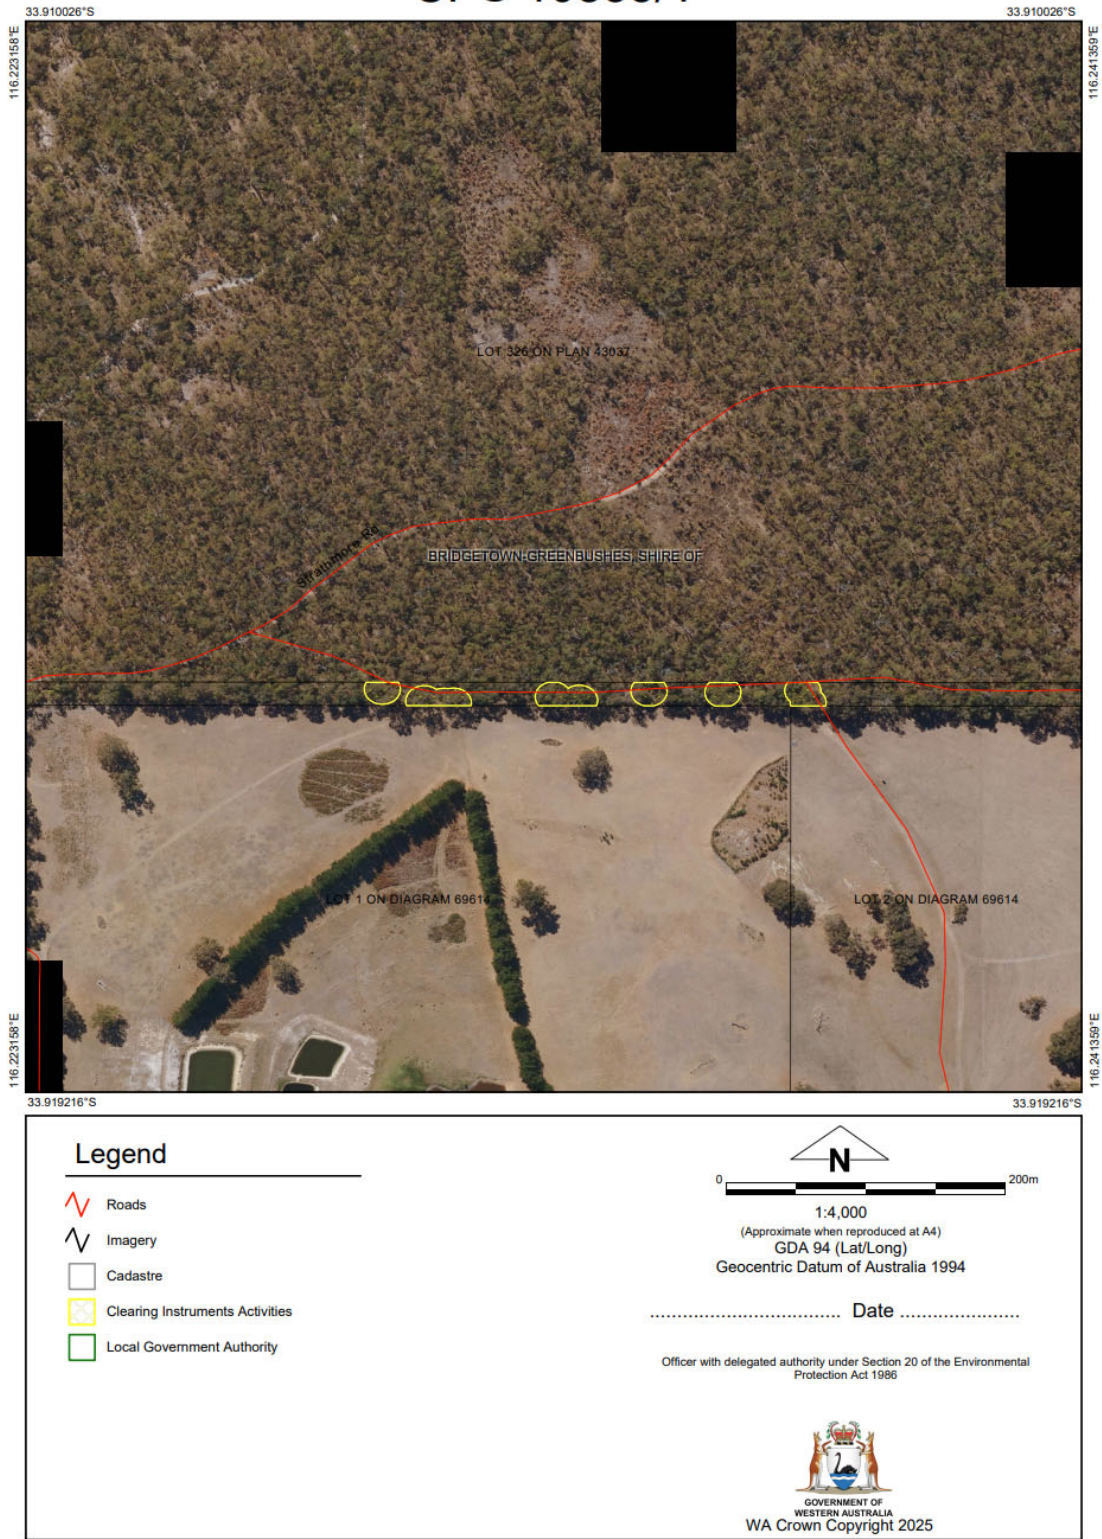 33.910026°S
33.910026°S
116.223158°E
116.241359°E
LOT 326 ON PLAN 43037
Strathmore Rd
BRIDGETOWN-GREENBUSHES, SHIRE OF
LOT 1 ON DIAGRAM 69614
LOT 2 ON DIAGRAM 69614
116.223158°E
116.241359°E
33.919216°S
33.919216°S
Legend
Roads
Imagery
Cadastre
Clearing Instruments Activities
Local Government Authority
N
0
200m
1:4,000
(Approximate when reproduced at A4)
GDA 94 (Lat/Long)
Geocentric Datum of Australia 1994
.................................. Date .....................
Officer with delegated authority under Section 20 of the Environmental
Protection Act 1986
GOVERNMENT OF
WESTERN AUSTRALIA
WA Crown Copyright 2025